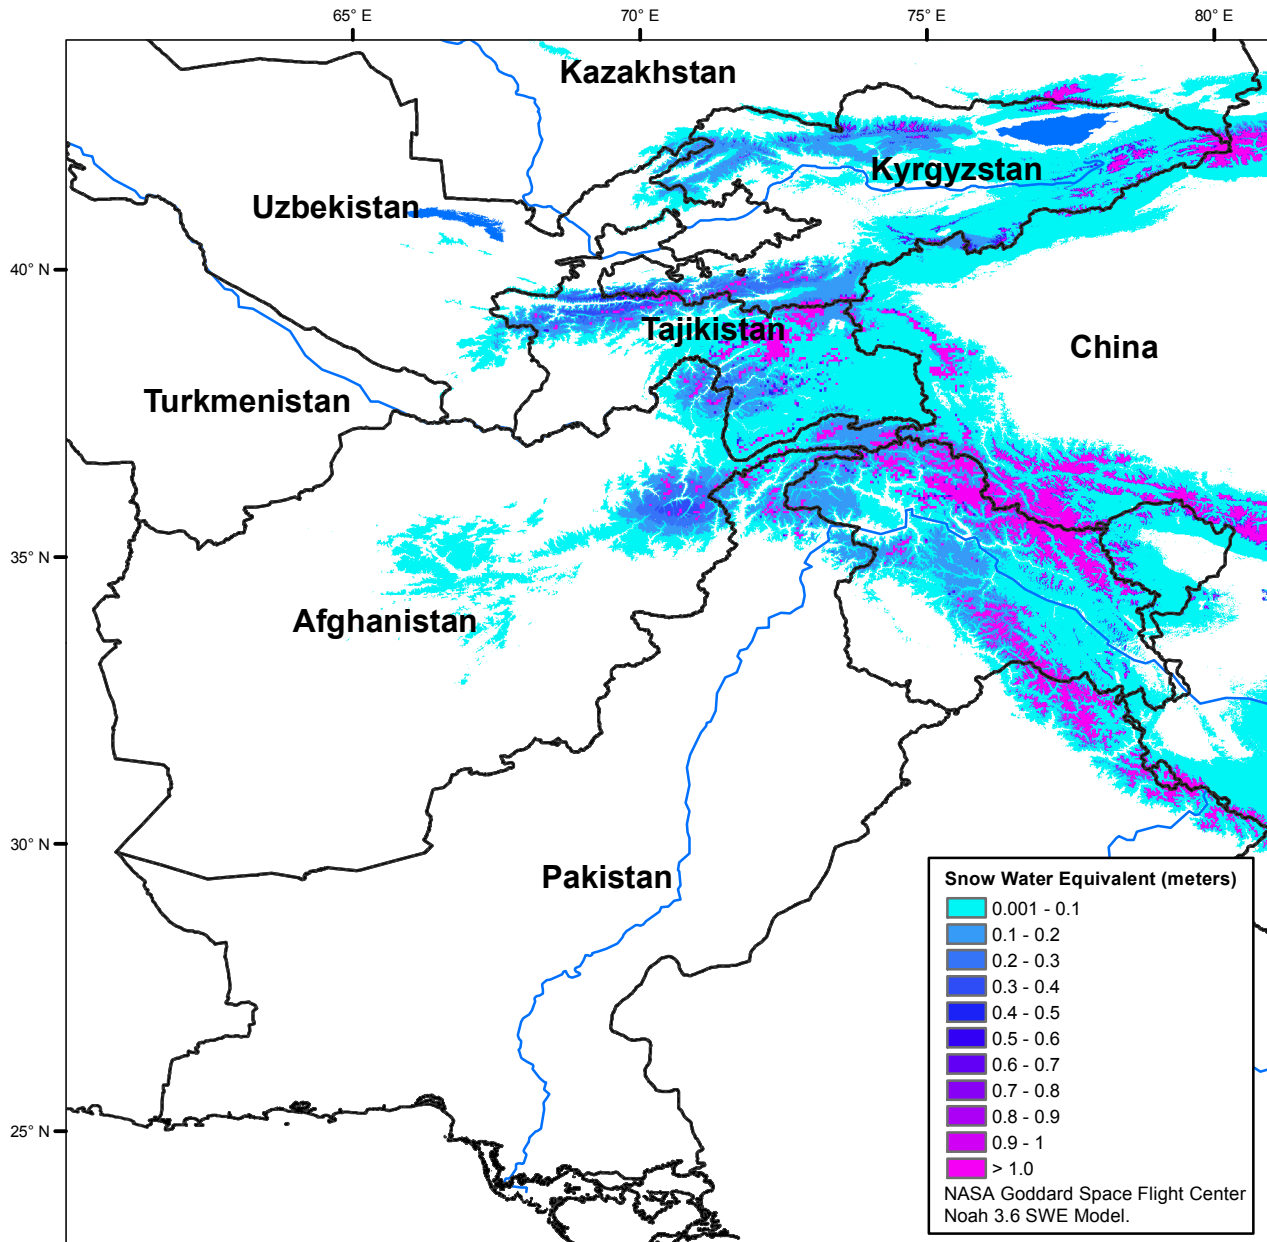 65° E
70° E
75° E
80° E
Kazakhstan
Kyrgyzstan
Uzbekistan
40° N
Tajikistan
China
Turkmenistan
35° N
Afghanistan
30° N
Pakistan
25° N
Snow Water Equivalent (meters)
0.001 - 0.1
0.1 - 0.2
0.2 - 0.3
0.3 - 0.4
0.4 - 0.5
0.5 - 0.6
0.6 - 0.7
0.7 - 0.8
0.8 - 0.9
0.9 - 1
> 1.0
NASA Goddard Space Flight Center
Noah 3.6 SWE Model.